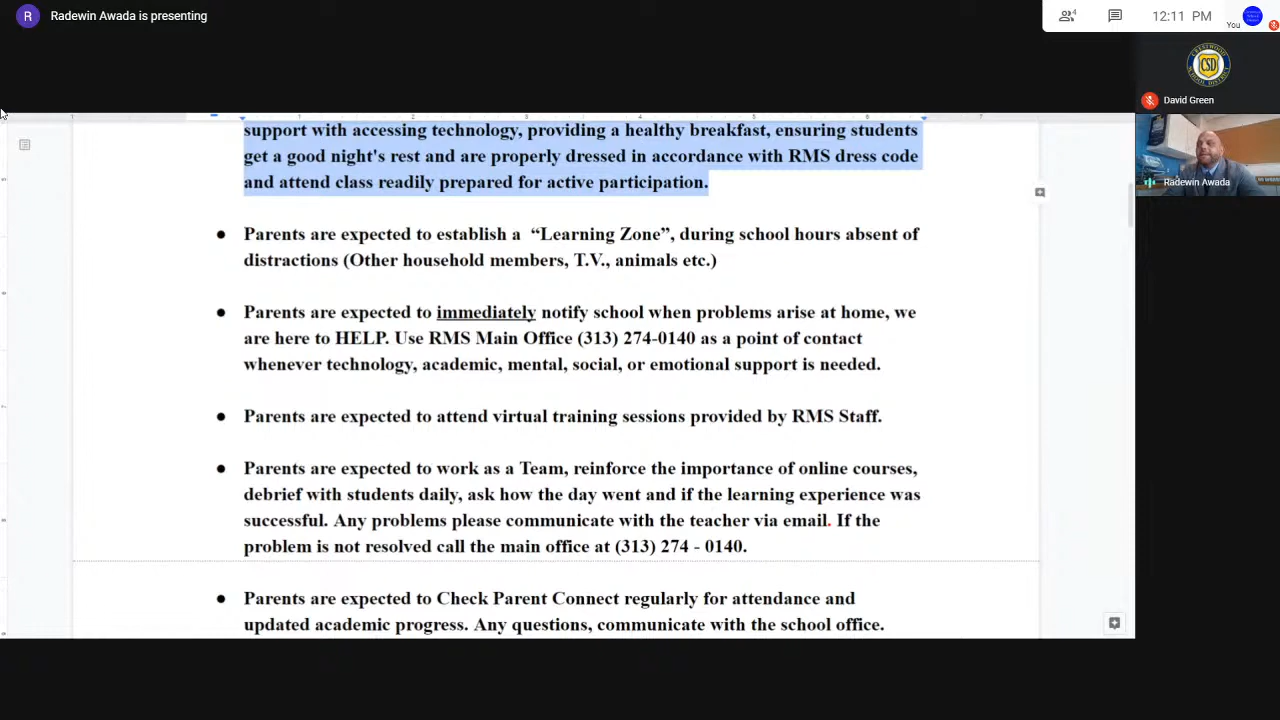 R
Radewin Awada is presenting
4
12:11 PM
You
CSD
David Green
Radewin Awada
support with accessing technology, providing a healthy breakfast, ensuring students
get a good night's rest and are properly dressed in accordance with RMS dress code
and attend class readily prepared for active participation.
● Parents are expected to establish a “Learning Zone”, during school hours absent of
distractions (Other household members, T.V., animals etc.)
● Parents are expected to immediately notify school when problems arise at home, we
are here to HELP. Use RMS Main Office (313) 274-0140 as a point of contact
whenever technology, academic, mental, social, or emotional support is needed.
● Parents are expected to attend virtual training sessions provided by RMS Staff.
● Parents are expected to work as a Team, reinforce the importance of online courses,
debrief with students daily, ask how the day went and if the learning experience was
successful. Any problems please communicate with the teacher via email. If the
problem is not resolved call the main office at (313) 274 - 0140.
● Parents are expected to Check Parent Connect regularly for attendance and
updated academic progress. Any questions, communicate with the school office.